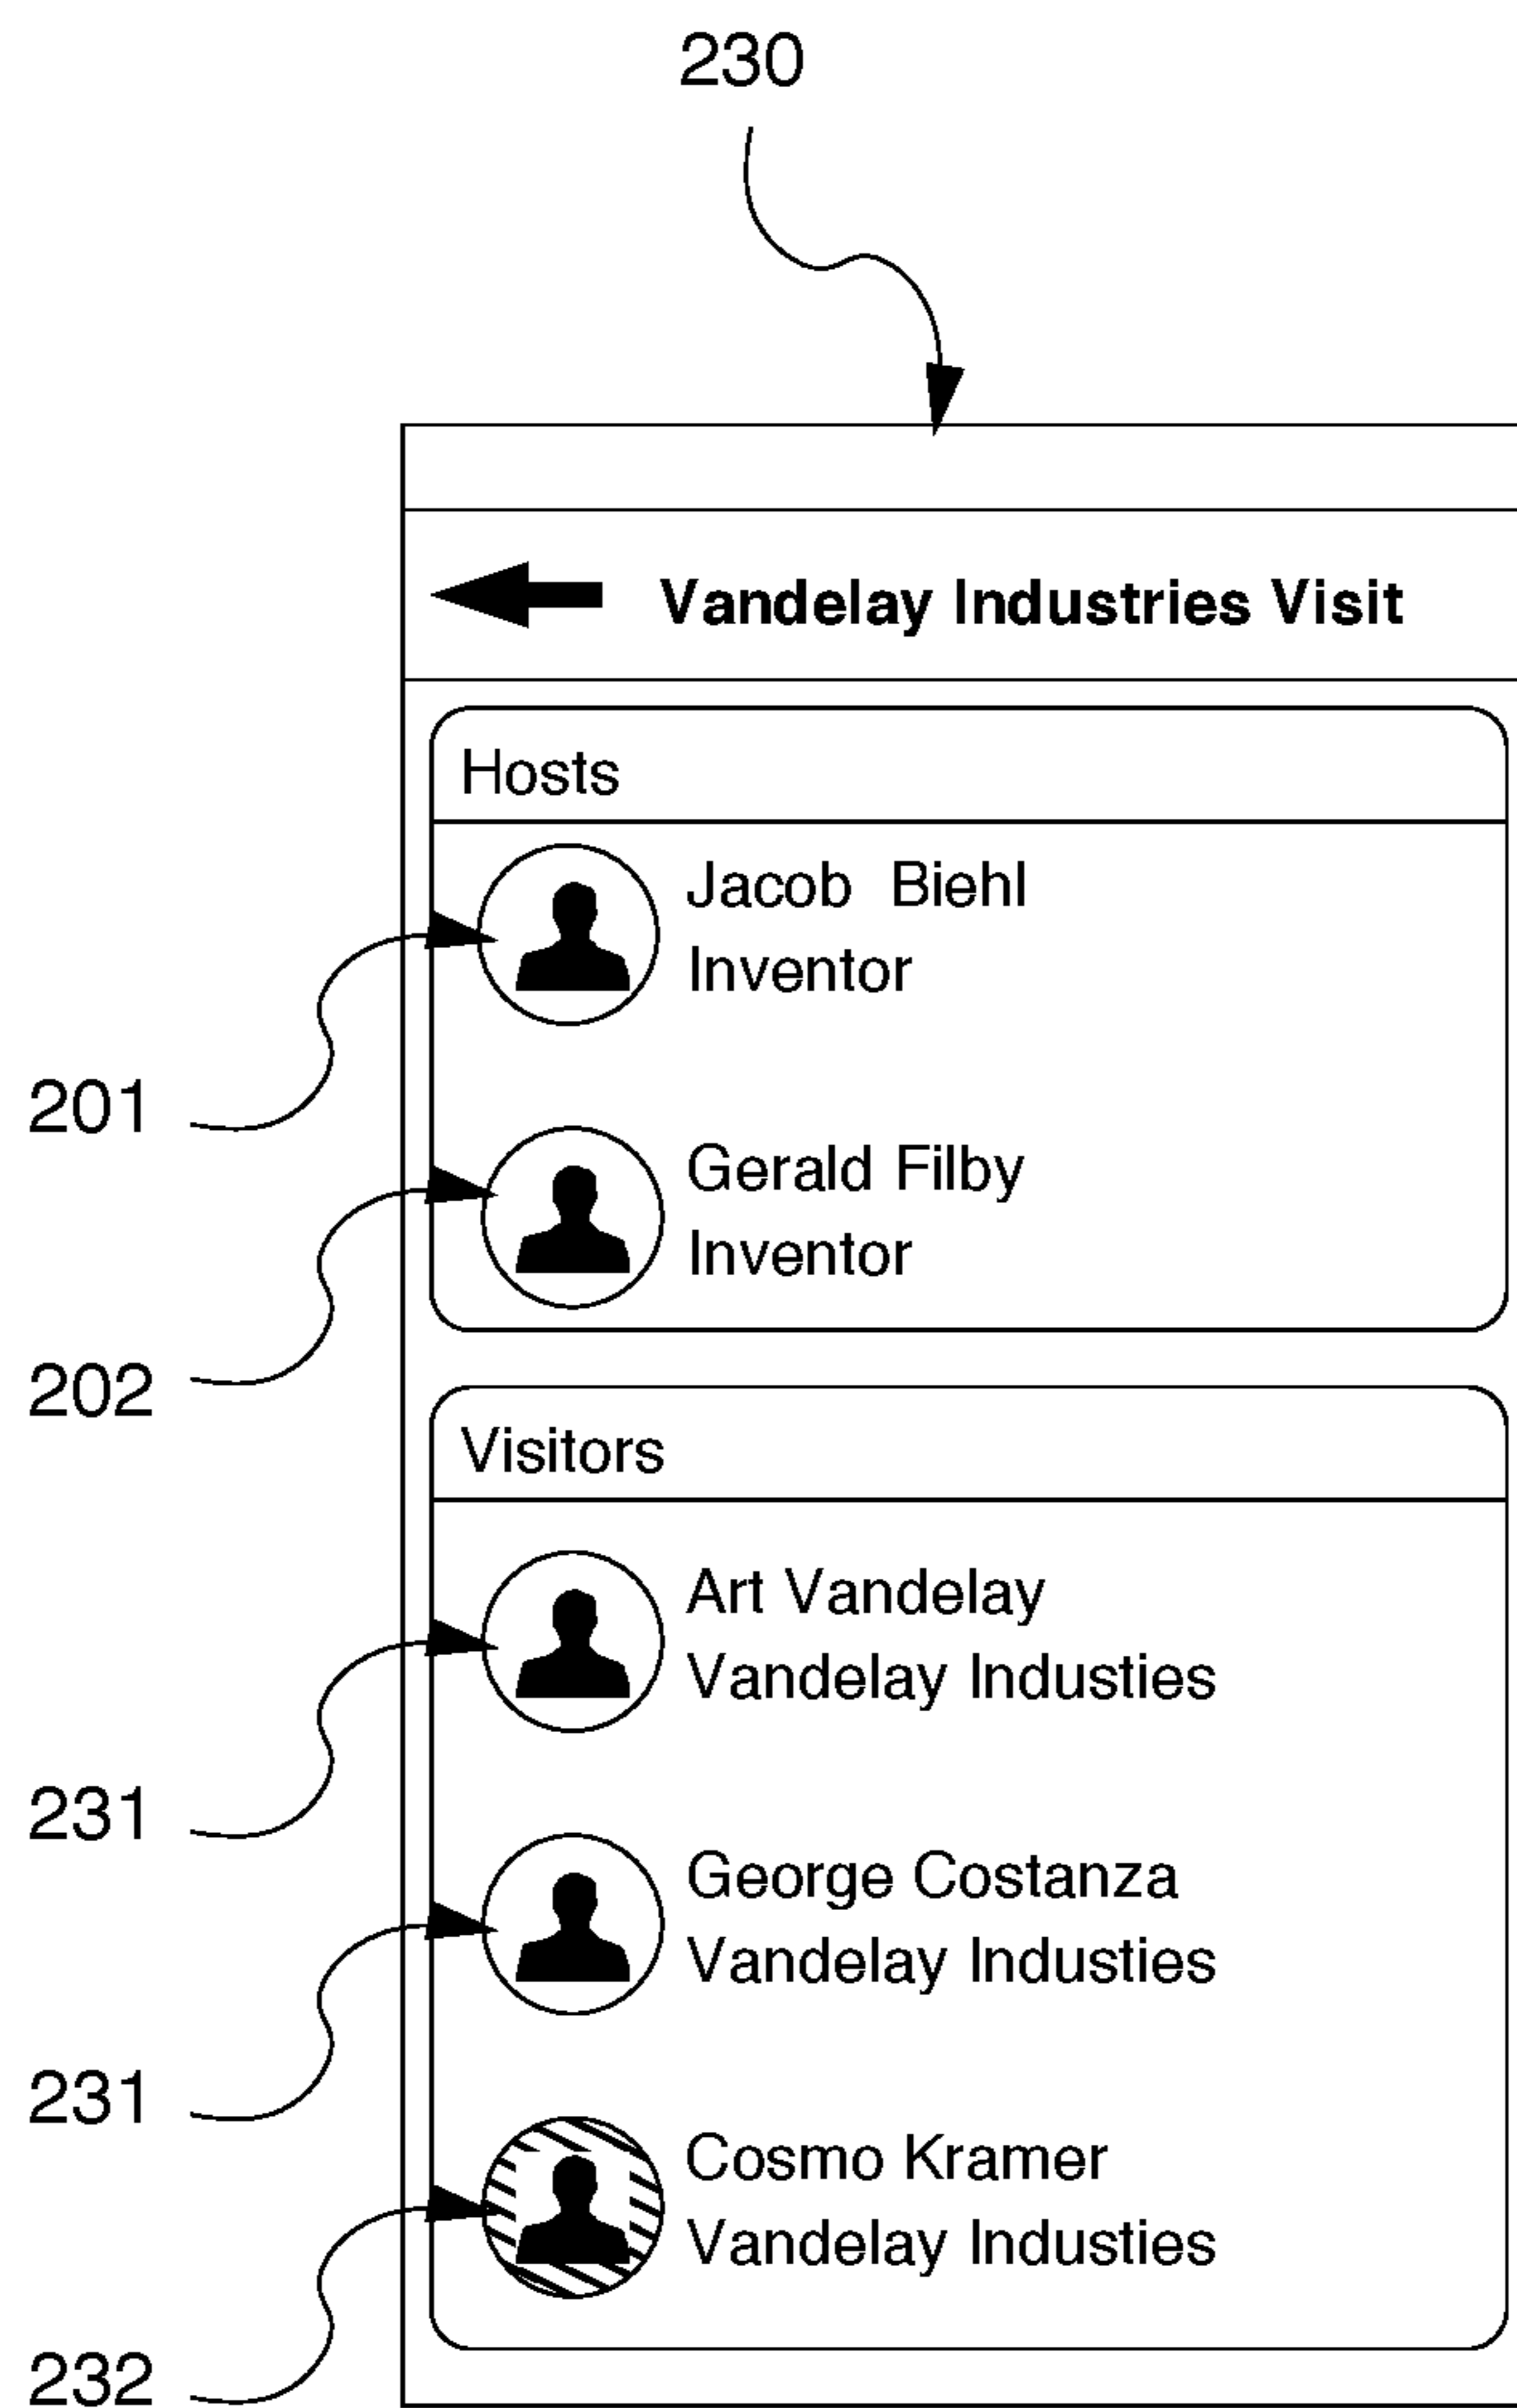 230
Vandelay Industries Visit
Hosts
Jacob Biehl
Inventor
201
Gerald Filby
Inventor
202
Visitors
Art Vandelay
Vandelay Industies
231
George Costanza
Vandelay Industies
231
Cosmo Kramer
Vandelay Industies
232